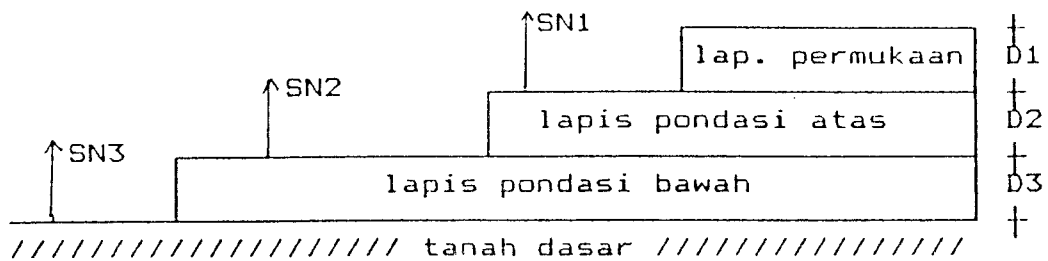 SN1
lap. permukaan D1
SN2
lapis pondasi atas D2
SN3
lapis pondasi bawah D3
///////////////// tanah dasar /////////////